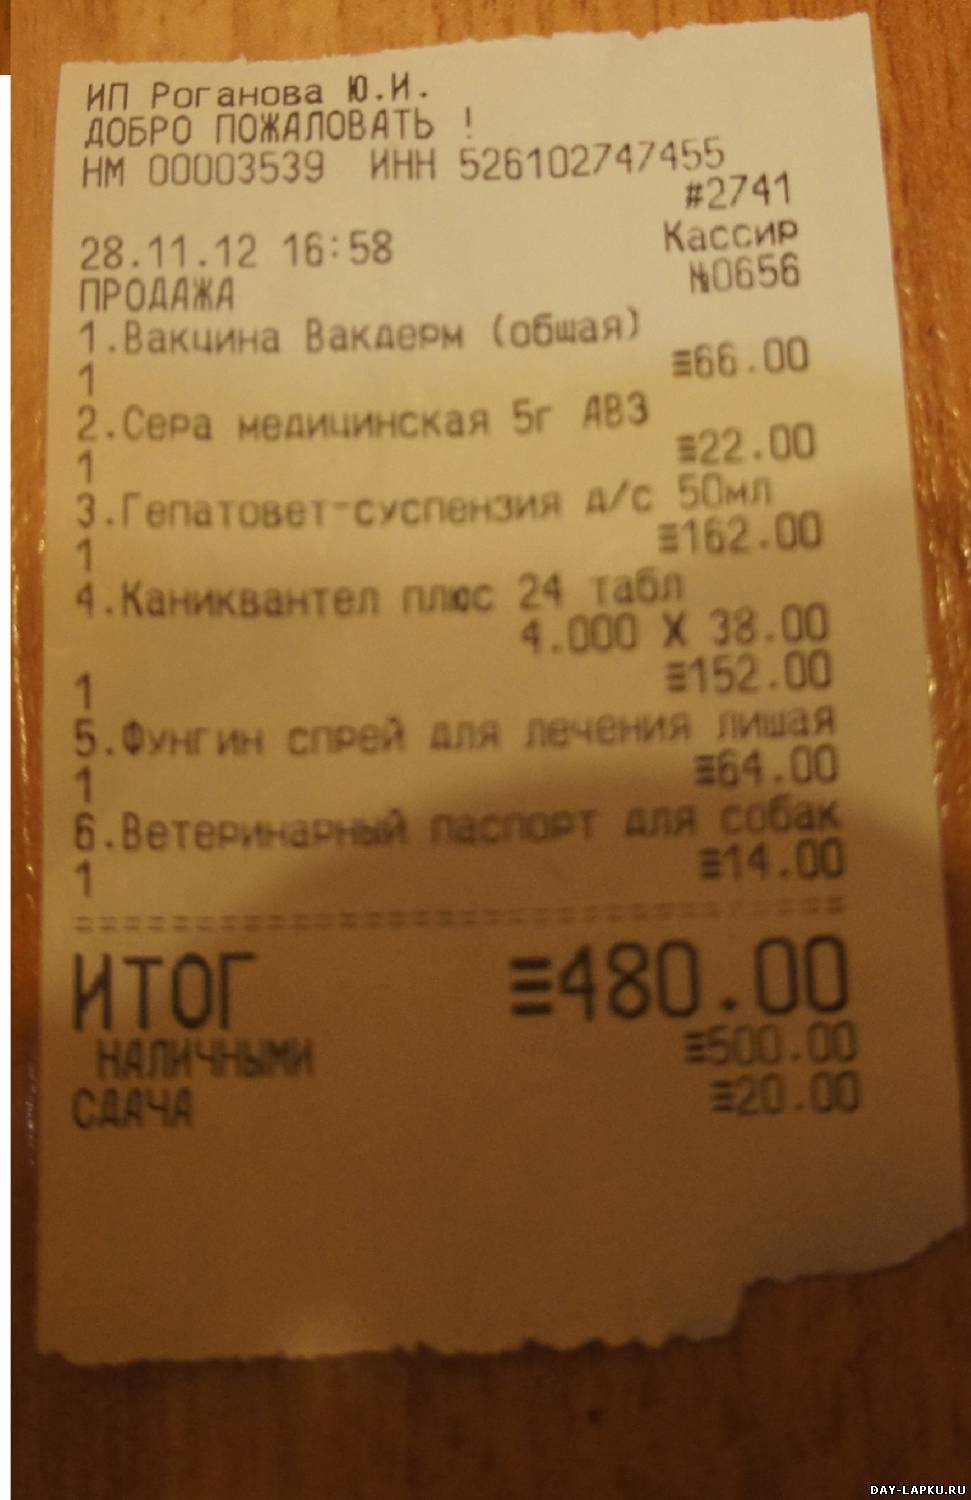 ИП Роганова Ю.И.
ДОБРО ПОЖАЛОВАТЬ !
НМ 00003539 ИНН 526102747455
#2741
28.11.12 16:58 Кассир
ПРОДАЖА №0656
1.Вакцина Вакдерм (общая)
1 ≡66.00
2.Сера медицинская 5г АВЗ
1 ≡22.00
3.Гепатовет-суспензия д/с 50мл
1 ≡162.00
4.Каниквантел плюс 24 табл
4.000 X 38.00
1 ≡152.00
5.Фунгин спрей для лечения лишая
1 ≡64.00
6.Ветеринарный паспорт для собак
1 ≡14.00
ИТОГ ≡480.00
НАЛИЧНЫМИ ≡500.00
СДАЧА ≡20.00
DAY-LAPKU.RU